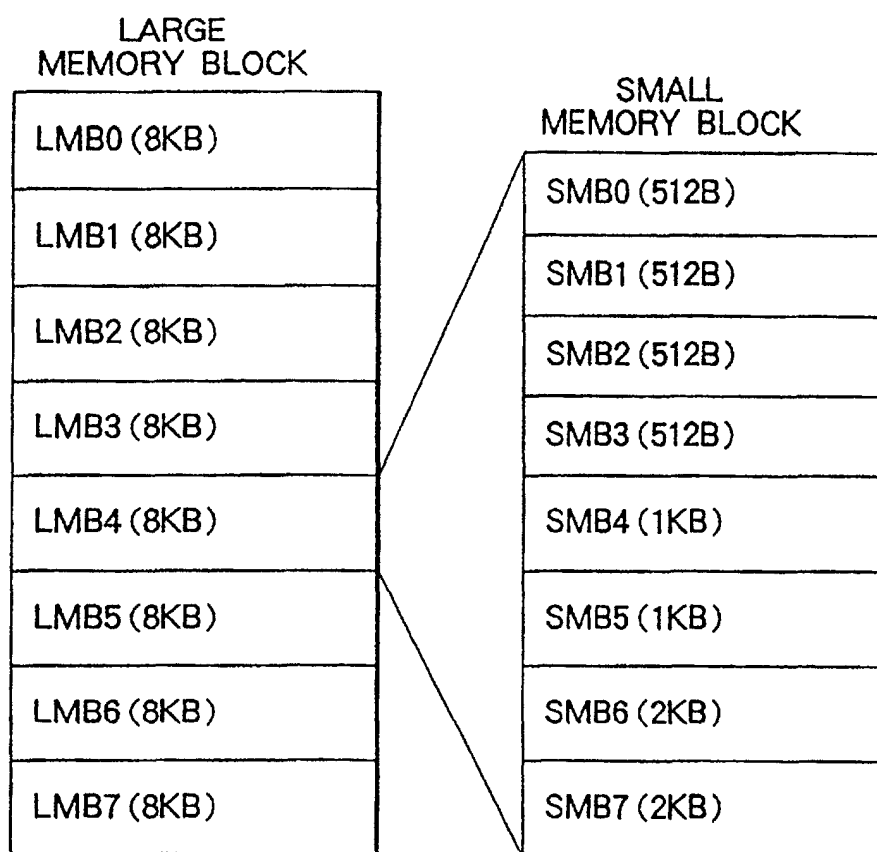 LARGE
MEMORY BLOCK
LMB0 (8KB)
LMB1 (8KB)
LMB2 (8KB)
LMB3 (8KB)
LMB4 (8KB)
LMB5 (8KB)
LMB6 (8KB)
LMB7 (8KB)
SMALL
MEMORY BLOCK
SMB0 (512B)
SMB1 (512B)
SMB2 (512B)
SMB3 (512B)
SMB4 (1KB)
SMB5 (1KB)
SMB6 (2KB)
SMB7 (2KB)